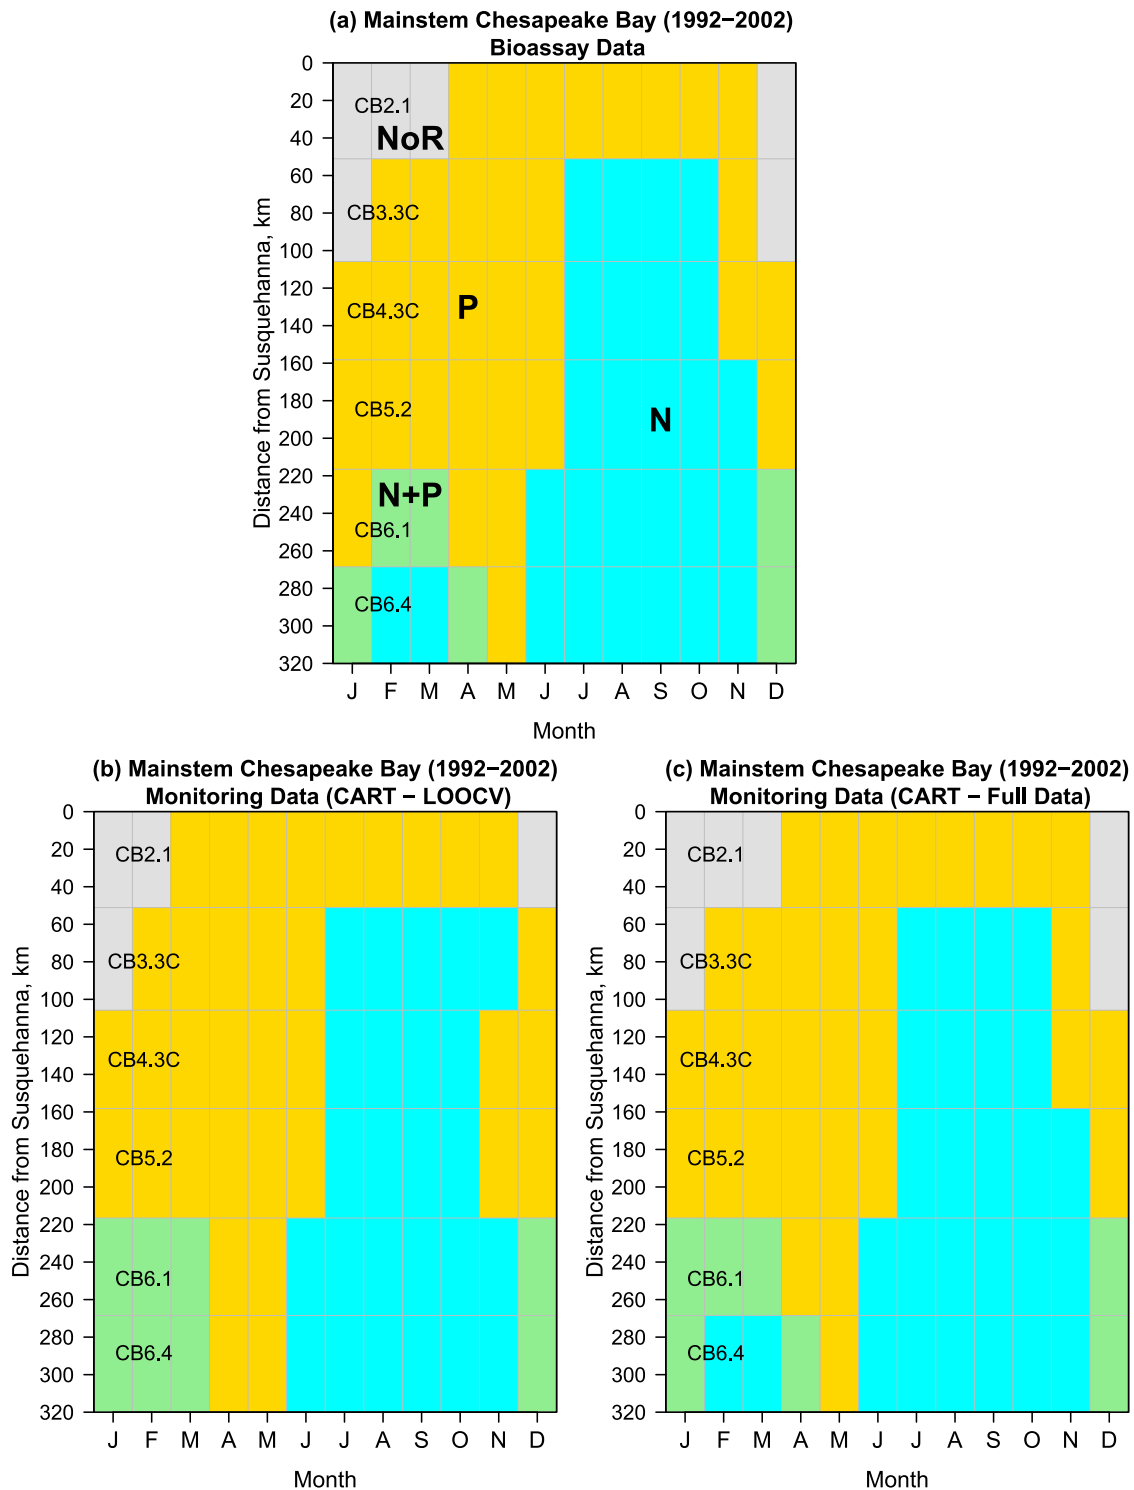 (a) Mainstem Chesapeake Bay (1992−2002)
Bioassay Data
Distance from Susquehanna, km
0
20
40
60
80
100
120
140
160
180
200
220
240
260
280
300
320
CB2.1
NoR
CB3.3C
CB4.3C
P
CB5.2
N
N+P
CB6.1
CB6.4
J F M A M J J A S O N D
Month
(b) Mainstem Chesapeake Bay (1992−2002)
Monitoring Data (CART − LOOCV)
Distance from Susquehanna, km
0
20
40
60
80
100
120
140
160
180
200
220
240
260
280
300
320
CB2.1
CB3.3C
CB4.3C
CB5.2
CB6.1
CB6.4
J F M A M J J A S O N D
Month
(c) Mainstem Chesapeake Bay (1992−2002)
Monitoring Data (CART − Full Data)
Distance from Susquehanna, km
0
20
40
60
80
100
120
140
160
180
200
220
240
260
280
300
320
CB2.1
CB3.3C
CB4.3C
CB5.2
CB6.1
CB6.4
J F M A M J J A S O N D
Month